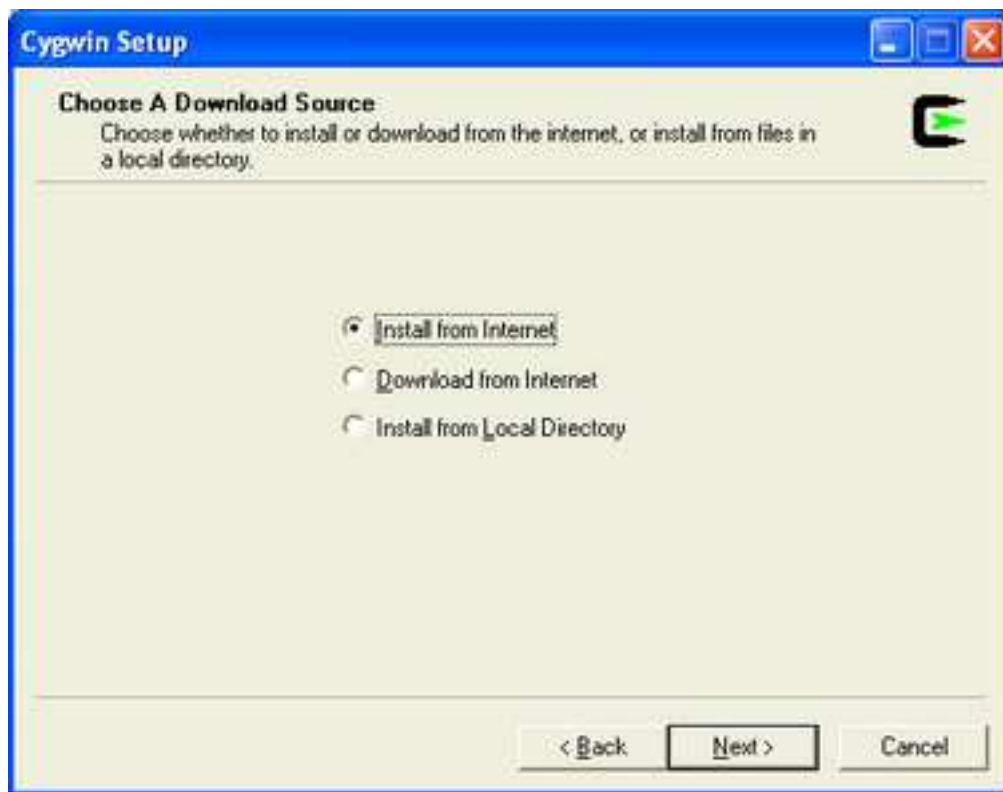 Cygwin Setup
Choose A Download Source
Choose whether to install or download from the internet, or install from files in
a local directory.
Install from Internet
Download from Internet
Install from Local Directory
< Back
Next >
Cancel